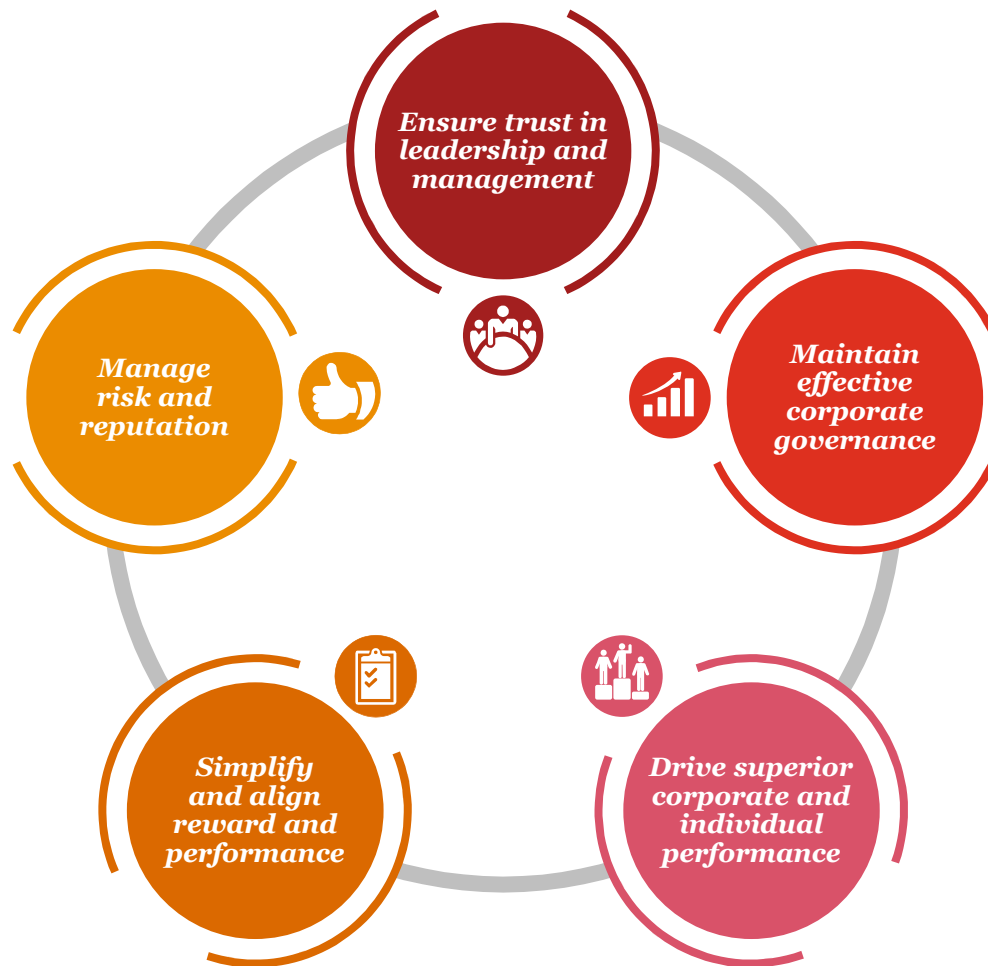 Ensure trust in
leadership and
management
Maintain
effective
corporate
governance
Drive superior
corporate and
individual
performance
Simplify
and align
reward and
performance
Manage
risk and
reputation